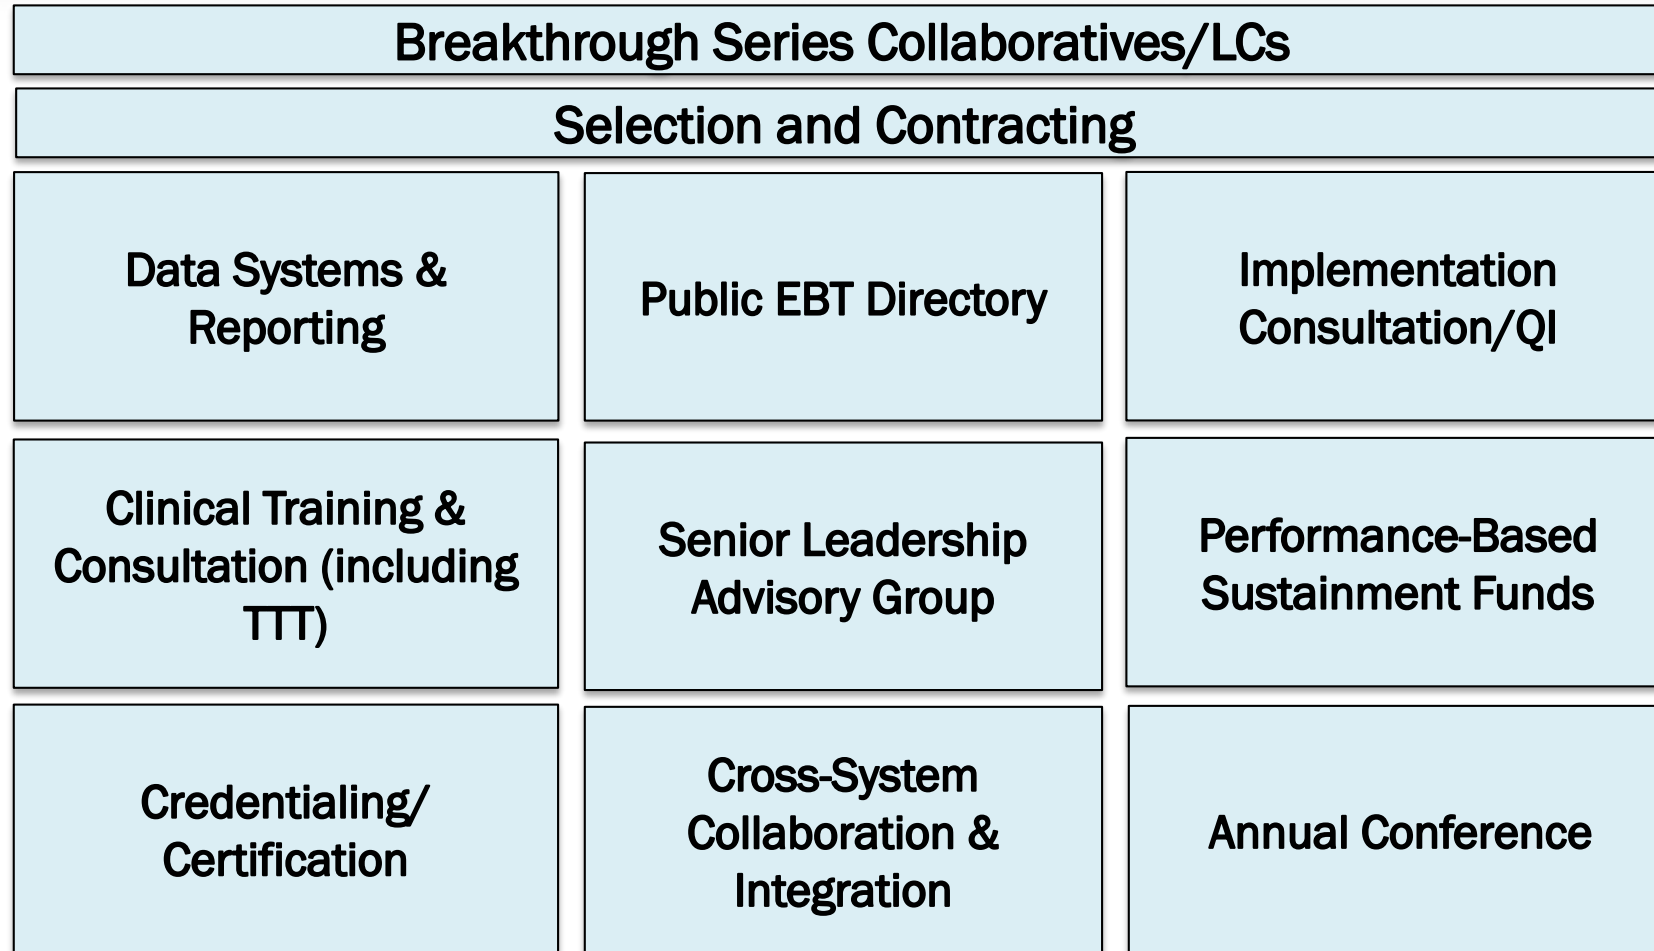 Breakthrough Series Collaboratives/LCs
Selection and Contracting
Data Systems &
Reporting
Public EBT Directory
Implementation
Consultation/QI
Clinical Training &
Consultation (including
TTT)
Senior Leadership
Advisory Group
Performance-Based
Sustainment Funds
Credentialing/
Certification
Cross-System
Collaboration &
Integration
Annual Conference